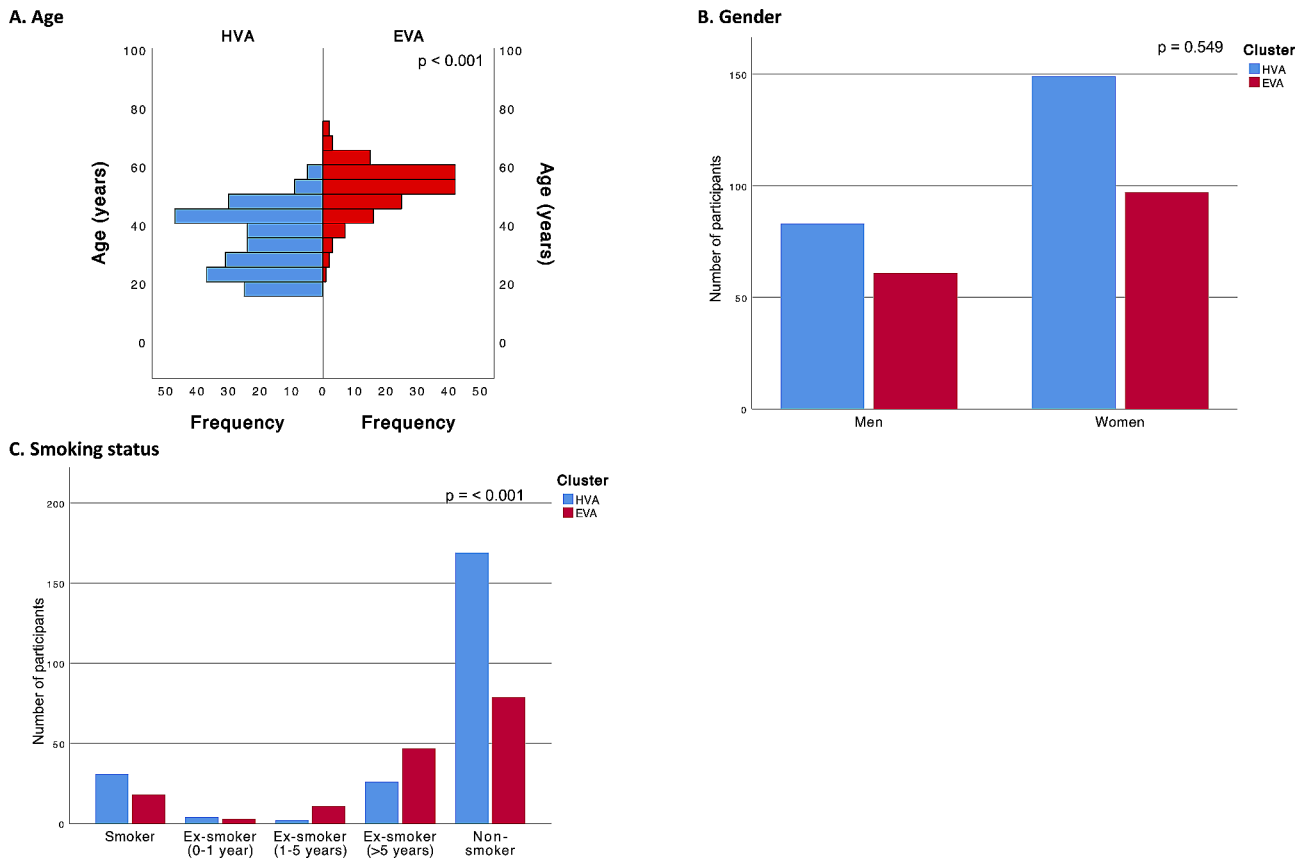 A. Age
HVA
EVA
p < 0.001
100
80
60
40
20
0
Age (years)
100
80
60
40
20
0
Age (years)
50 40 30 20 10 0 10 20 30 40 50
Frequency
Frequency
B. Gender
p = 0.549
Cluster
HVA
EVA
150
100
50
0
Number of participants
Men
Women
C. Smoking status
p = < 0.001
Cluster
HVA
EVA
200
150
100
50
0
Number of participants
Smoker
Ex-smoker
(0-1 year)
Ex-smoker
(1-5 years)
Ex-smoker
(>5 years)
Non-
smoker